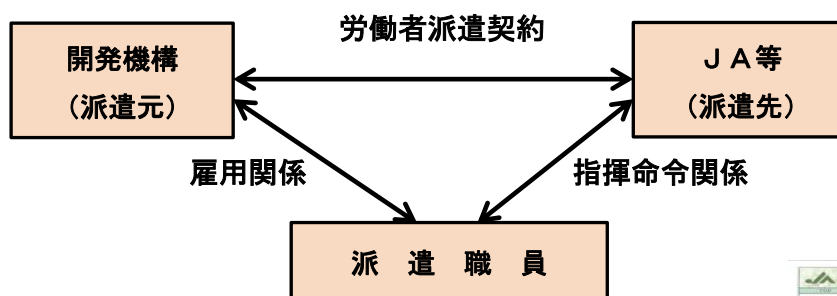 労働者派遣契約
開発機構
(派遣元)
ＪＡ等
(派遣先)
雇用関係
指揮命令関係
派　遣　職　員